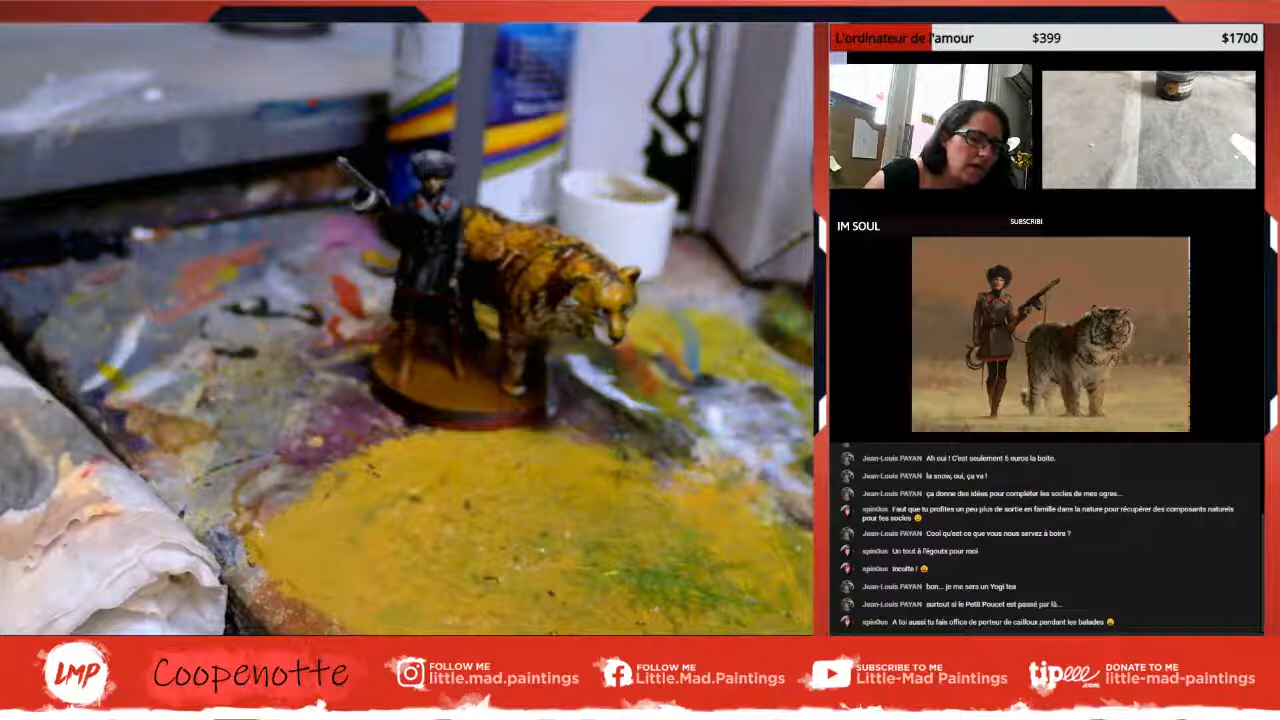 L'ordinateur de l'amour $399 $1700
IM SOUL
SUBSCRIBE
Jean-Louis PAYAN Ah oui ! C'est seulement 5 euros la boite.
Jean-Louis PAYAN la snow, oui, ça va !
Jean-Louis PAYAN ça donne des idées pour compléter les socles de mes ogres...
spin0us Faut que tu profites un peu plus de sortie en famille dans la nature pour récupérer des composants naturels
pour tes socles
Jean-Louis PAYAN Cool qu'est-ce que vous nous servez à boire ?
spin0us Un tout à l'égouts pour moi
spin0us Inculte !
Jean-Louis PAYAN bon... je me sers un Yogi tea
Jean-Louis PAYAN surtout si le Petit Poucet est passé par là...
spin0us A toi aussi tu fais office de porteur de cailloux pendant les balades
LMP
Coopenotte
FOLLOW ME
little.mad.paintings
FOLLOW ME
Little.Mad.Paintings
SUBSCRIBE TO ME
Little-Mad Paintings
tipeee.com
DONATE TO ME
little-mad-paintings